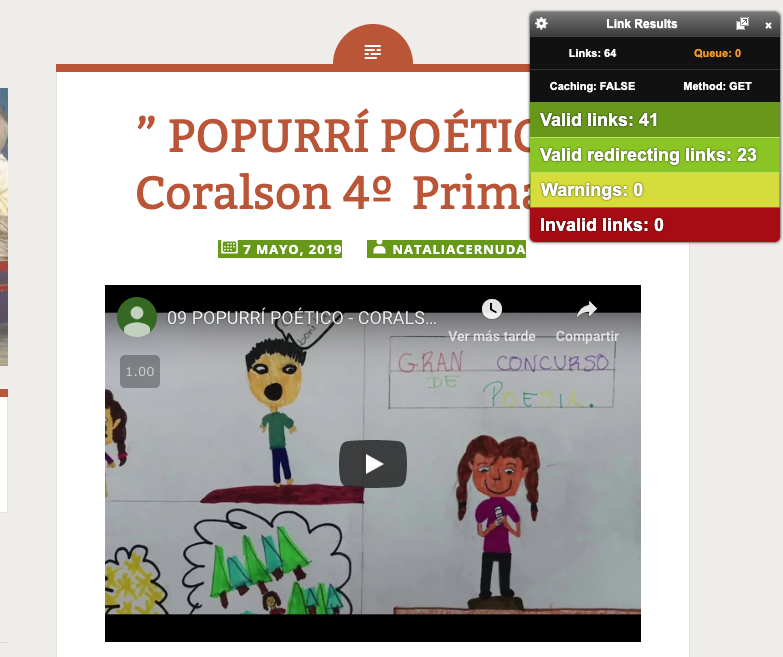 Link Results
Links: 64 Queue: 0
Caching: FALSE Method: GET
Valid links: 41
Valid redirecting links: 23
Warnings: 0
Invalid links: 0
” POPURRÍ POÉTIC
Coralson 4º Prima
7 MAYO, 2019 NATALIACERNUDA
09 POPURRÍ POÉTICO - CORALS...
Ver más tarde Compartir
1.00
GRAN CONCURSO
DE POESIA.